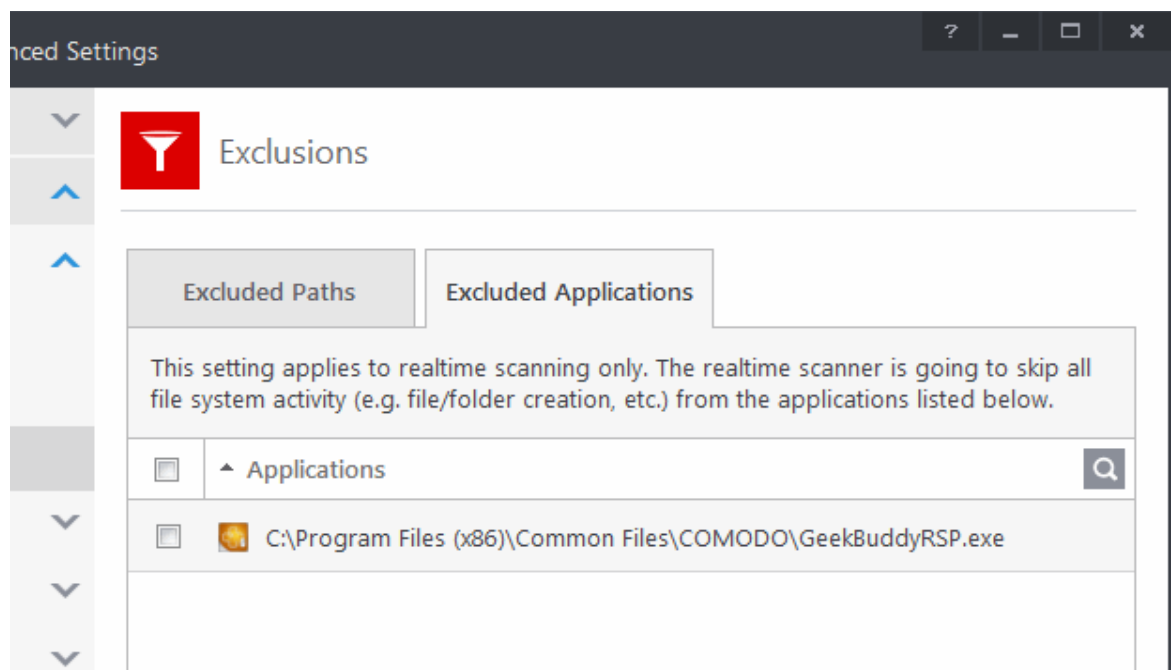 nced Settings
?
Exclusions
Excluded Paths
Excluded Applications
This setting applies to realtime scanning only. The realtime scanner is going to skip all
file system activity (e.g. file/folder creation, etc.) from the applications listed below.
Applications
C:\Program Files (x86)\Common Files\COMODO\GeekBuddyRSP.exe